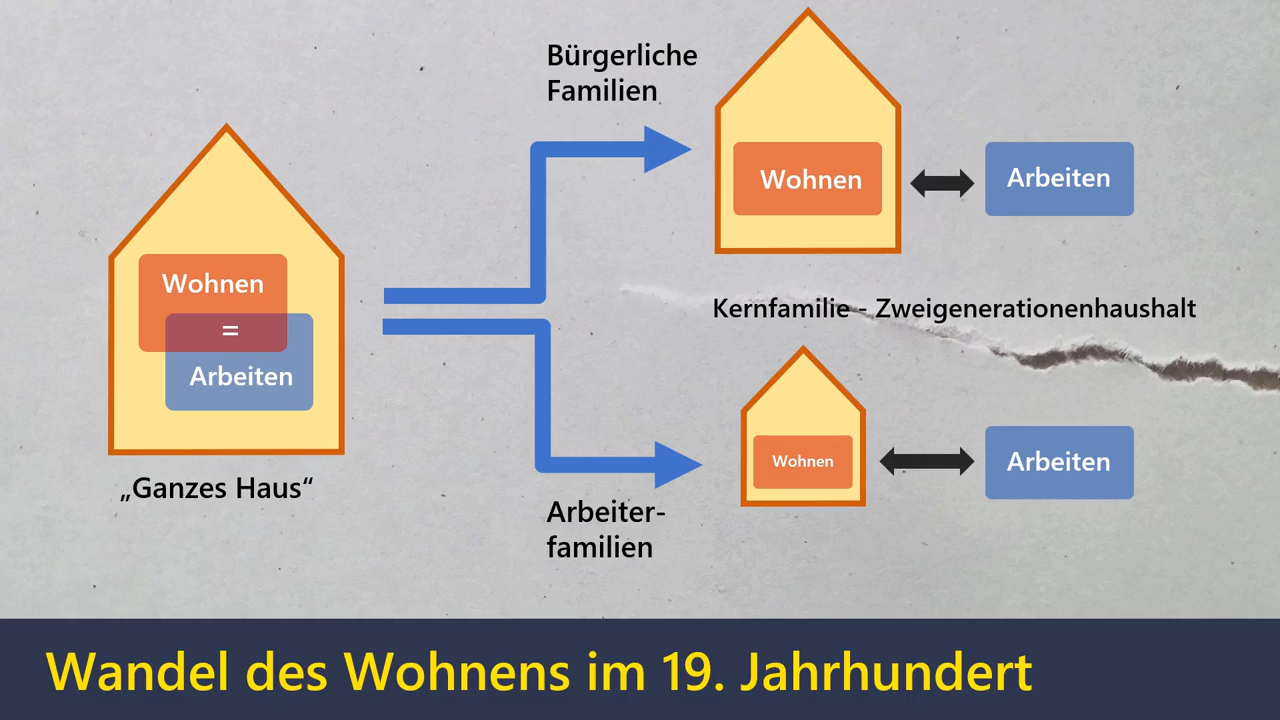 Wohnen
=
Arbeiten
„Ganzes Haus“
Bürgerliche
Familien
Wohnen
Arbeiten
Kernfamilie - Zweigenerationenhaushalt
Wohnen
Arbeiten
Arbeiter-
familien
Wandel des Wohnens im 19. Jahrhundert